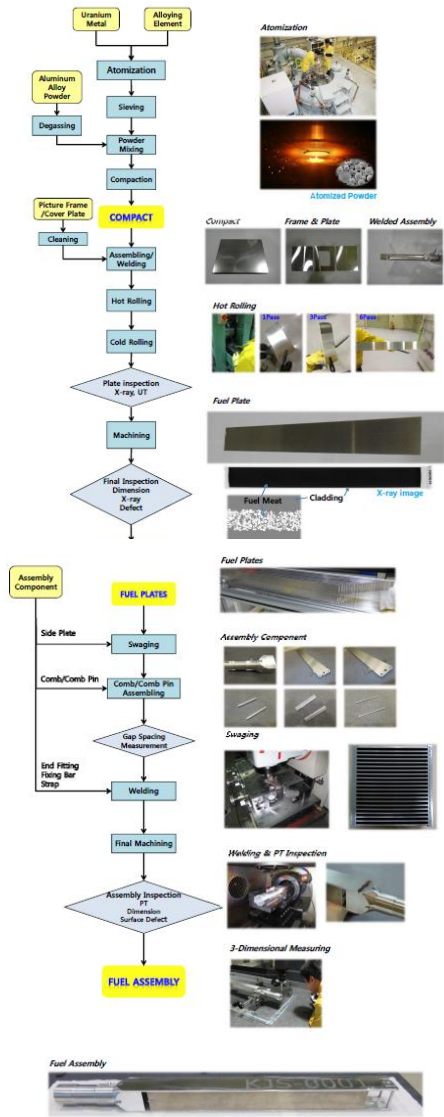 Uranium
Metal
Alloying
Element
Atomization
Sieving
Aluminum
Alloy
Powder
Degassing
Powder
Mixing
Compaction
COMPACT
Picture Frame
/Cover Plate
Cleaning
Assembling/
Welding
Hot Rolling
Cold Rolling
Plate inspection
X-ray, UT
Machining
Final Inspection
Dimension
X-ray
Defect
Atomization
Atomized Powder
Compact
Frame & Plate
Welded Assembly
Hot Rolling
1Pass
3Pass
6Pass
Fuel Plate
Fuel Meat
Cladding
X-ray image
Assembly
Component
FUEL PLATES
Side Plate
Swaging
Comb/Comb Pin
Comb/Comb Pin
Assembling
Gap Spacing
Measurement
End Fitting
Fixing Bar
Strap
Welding
Final Machining
Assembly Inspection
PT
Dimension
Surface Defect
FUEL ASSEMBLY
Fuel Plates
Assembly Component
Swaging
Welding & PT Inspection
3-Dimensional Measuring
Fuel Assembly
KJS-0001